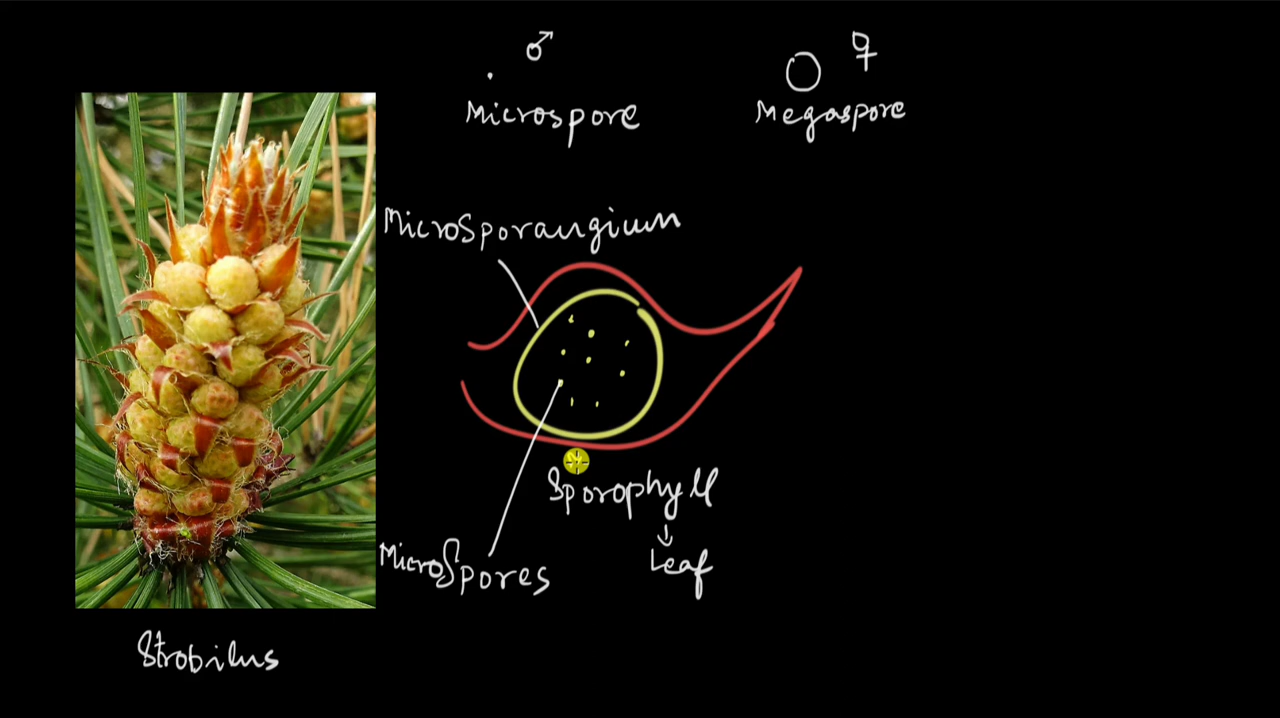 ♂
♀
Microspore
Megaspore
MicroSporangium
Sporophyll
↓
Leaf
MicroSpores
Strobilus